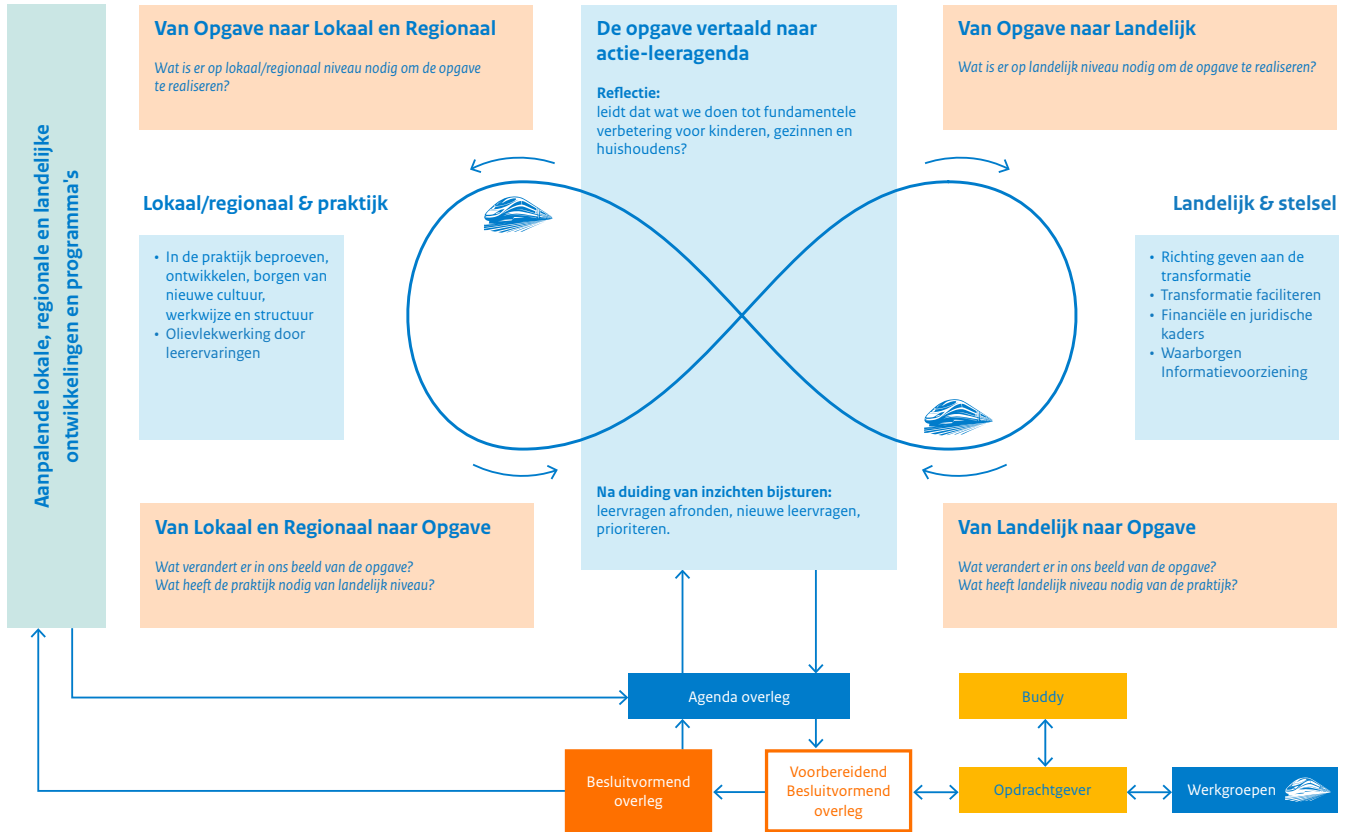 Aanpalende lokale, regionale en landelijke
ontwikkelingen en programma's
Van Opgave naar Lokaal en Regionaal
Wat is er op lokaal/regionaal niveau nodig om de opgave
te realiseren?
De opgave vertaald naar
actie-leeragenda
Reflectie:
leidt dat wat we doen tot fundamentele
verbetering voor kinderen, gezinnen en
huishoudens?
Van Opgave naar Landelijk
Wat is er op landelijk niveau nodig om de opgave te realiseren?
Lokaal/regionaal & praktijk
• In de praktijk beproeven,
ontwikkelen, borgen van
nieuwe cultuur,
werkwijze en structuur
• Olievlekwerking door
leerervaringen
Landelijk & stelsel
• Richting geven aan de
transformatie
• Transformatie faciliteren
• Financiële en juridische
kaders
• Waarborgen
Informatievoorziening
Na duiding van inzichten bijsturen:
leervragen afronden, nieuwe leervragen,
prioriteren.
Van Lokaal en Regionaal naar Opgave
Wat verandert er in ons beeld van de opgave?
Wat heeft de praktijk nodig van landelijk niveau?
Van Landelijk naar Opgave
Wat verandert er in ons beeld van de opgave?
Wat heeft landelijk niveau nodig van de praktijk?
Agenda overleg
Buddy
Besluitvormend
overleg
Voorbereidend
Besluitvormend
overleg
Opdrachtgever
Werkgroepen